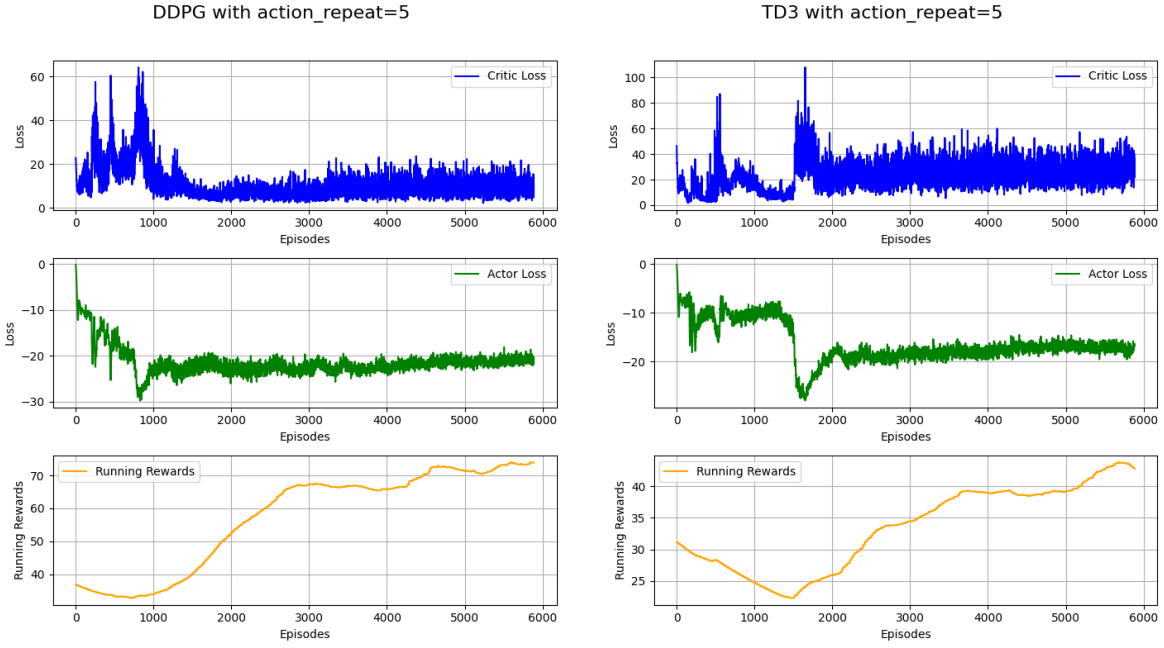 DDPG with action_repeat=5
60
40
20
0
Loss
Critic Loss
0 1000 2000 3000 4000 5000 6000
Episodes
0
−10
−20
−30
Loss
Actor Loss
0 1000 2000 3000 4000 5000 6000
Episodes
70
60
50
40
Running Rewards
Running Rewards
0 1000 2000 3000 4000 5000 6000
Episodes
TD3 with action_repeat=5
100
80
60
40
20
0
Loss
Critic Loss
0 1000 2000 3000 4000 5000 6000
Episodes
0
−10
−20
Loss
Actor Loss
0 1000 2000 3000 4000 5000 6000
Episodes
40
35
30
25
Running Rewards
Running Rewards
0 1000 2000 3000 4000 5000 6000
Episodes